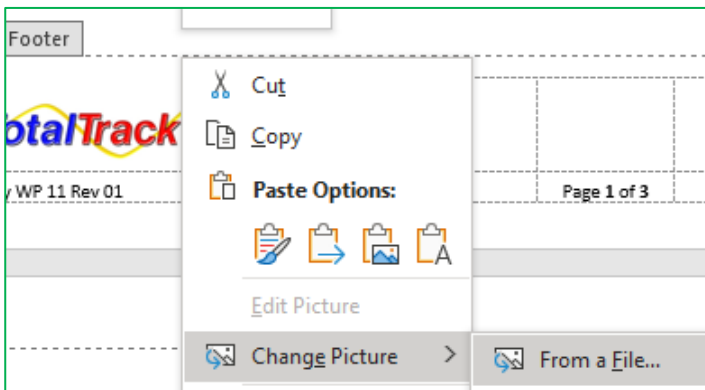 Footer
Cut
otalTrack
Copy
y WP 11 Rev 01
Paste Options:
Page 1 of 3
Edit Picture
Change Picture
From a File...